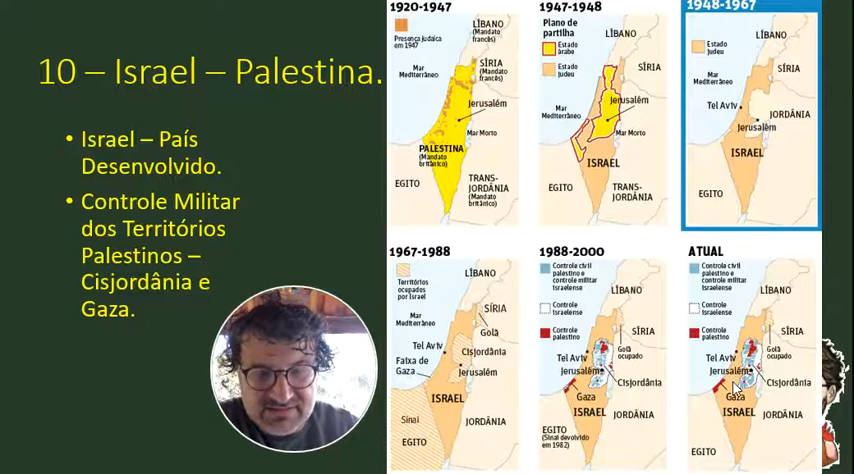 10 – Israel – Palestina.
• Israel – País
Desenvolvido.
• Controle Militar
dos Territórios
Palestinos –
Cisjordânia e
Gaza.
1920-1947
Presença judaica
em 1947
LÍBANO
(Mandato
francês)
SÍRIA
(Mandato
francês)
Mar
Mediterrâneo
Jerusalém
Mar Morto
PALESTINA
(Mandato
britânico)
EGITO
TRANS-
JORDÂNIA
(Mandato
britânico)
1947-1948
Plano de
partilha
Estado
árabe
Estado
judeu
LÍBANO
SÍRIA
Mar
Mediterrâneo
Jerusalém
Mar Morto
ISRAEL
EGITO
TRANS-
JORDÂNIA
1948-1967
Estado
judeu
LÍBANO
SÍRIA
Mar
Mediterrâneo
Tel Aviv
JORDÂNIA
Jerusalém
ISRAEL
EGITO
1967-1988
Territórios
ocupados
por Israel
LÍBANO
Mar
Mediterrâneo
SÍRIA
Golã
Tel Aviv
Cisjordânia
Faixa de
Gaza
Jerusalém
ISRAEL
Sinai
JORDÂNIA
EGITO
1988-2000
Controle civil
palestino e
controle militar
israelense
Controle
israelense
Controle
palestino
LÍBANO
SÍRIA
Golã
ocupado
Tel Aviv
Jerusalém
Cisjordânia
Gaza
ISRAEL
JORDÂNIA
EGITO
(Sinai devolvido
em 1982)
ATUAL
Controle civil
palestino e
controle militar
israelense
Controle
israelense
Controle
palestino
LÍBANO
SÍRIA
Golã
ocupado
Tel Aviv
Jerusalém
Cisjordânia
Gaza
ISRAEL
JORDÂNIA
EGITO